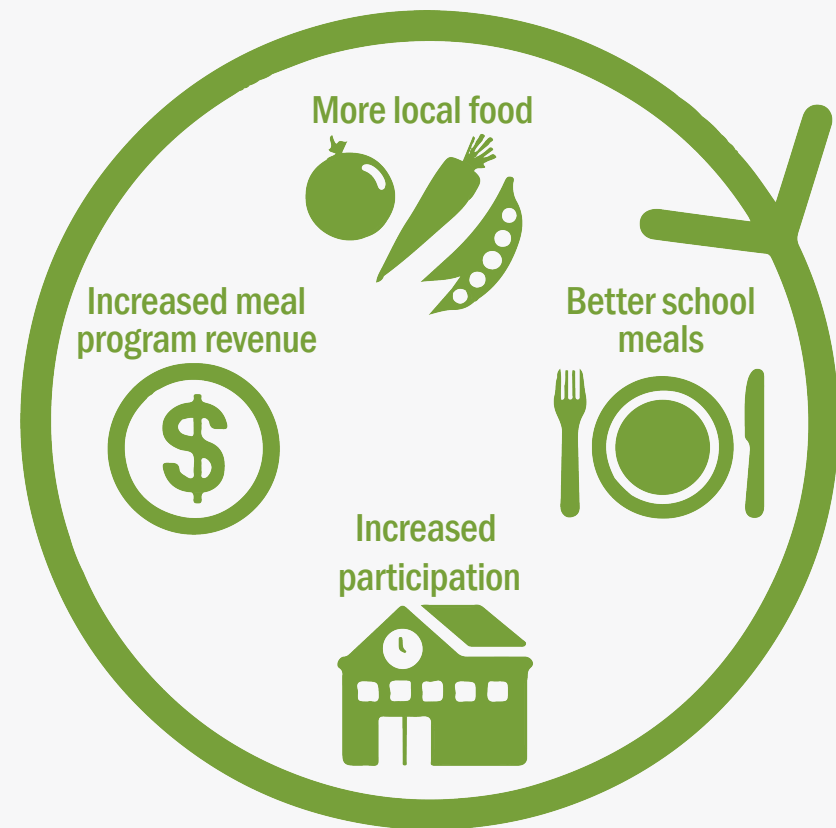 More local food
Increased meal
program revenue
Better school
meals
Increased
participation
$